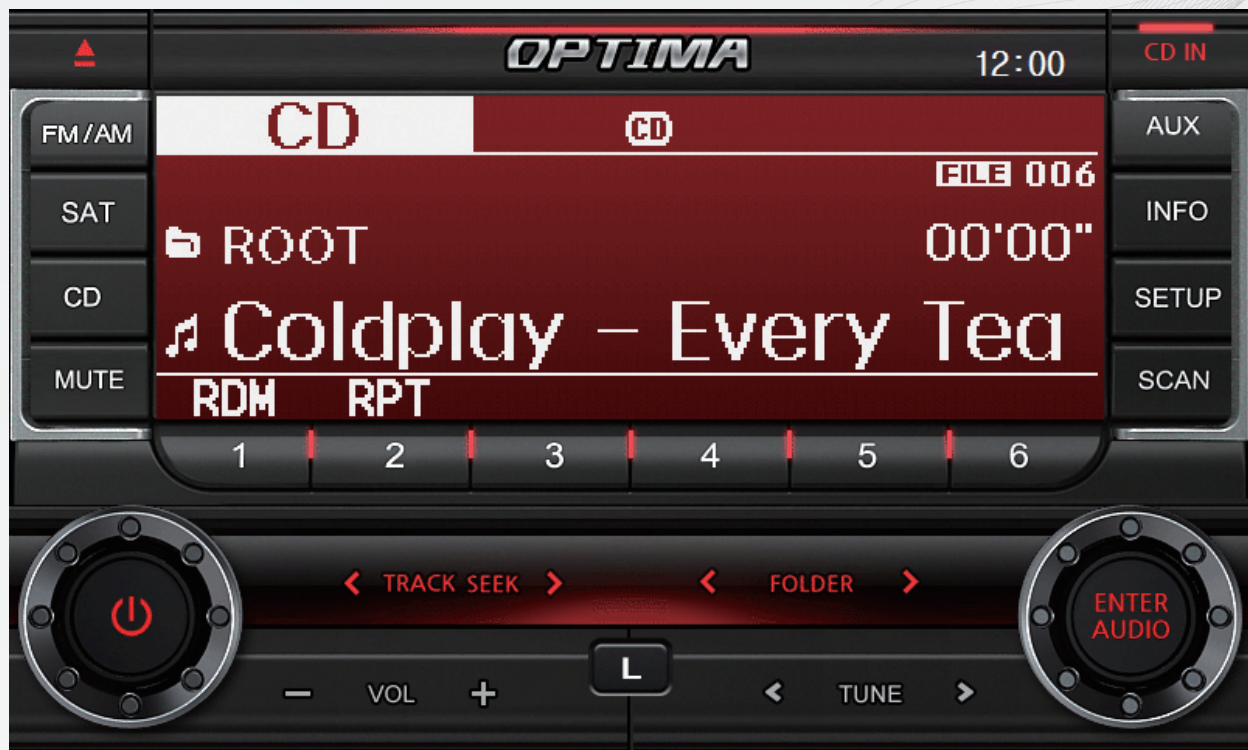 OPTIMA
12:00
CD IN
FM/AM
CD
CD
AUX
FILE 006
SAT
INFO
ROOT
00'00"
CD
SETUP
Coldplay – Every Tea
MUTE
SCAN
RDM RPT
1 2 3 4 5 6
< TRACK SEEK >
< FOLDER >
ENTER
AUDIO
L
− VOL +
< TUNE >